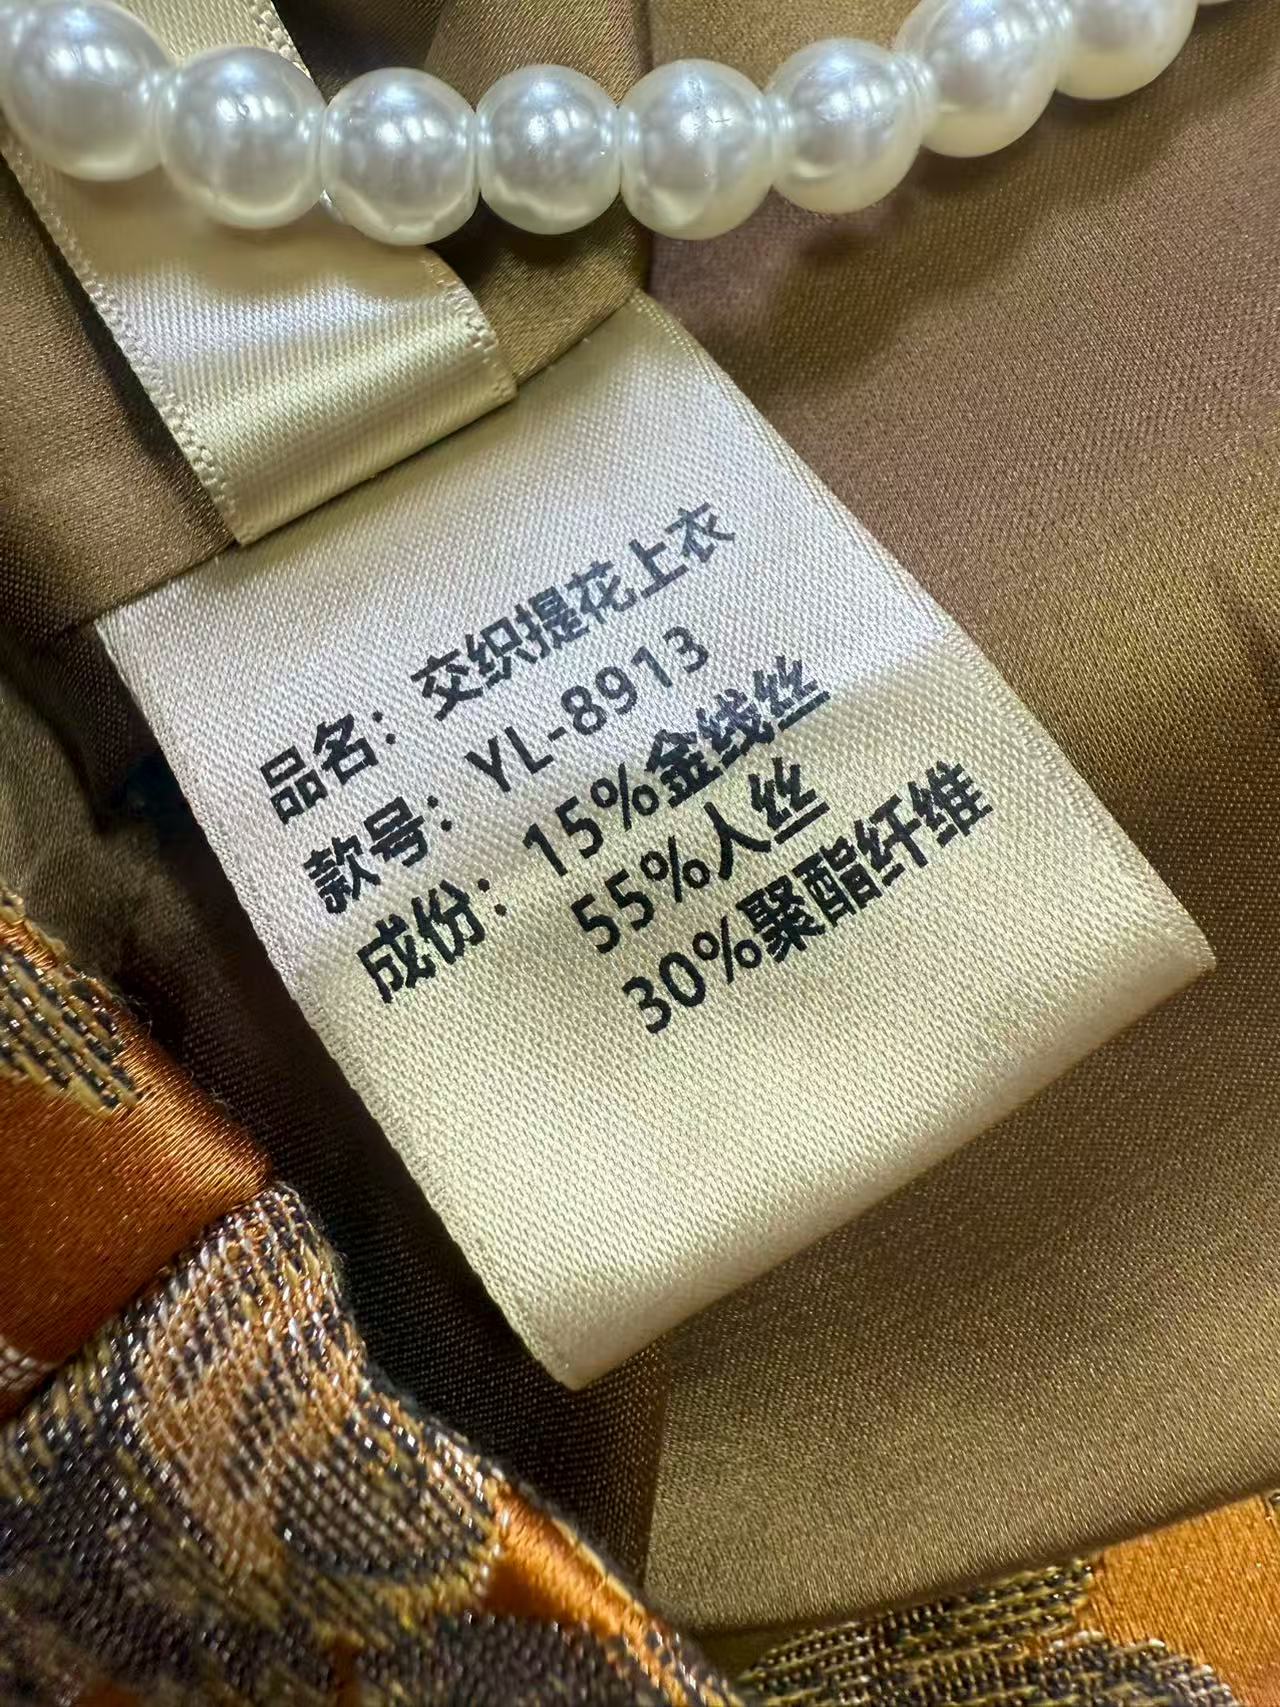 品名：交织提花上衣
款号：YL-8913
成份：15%金线丝
55%人丝
30%聚酯纤维